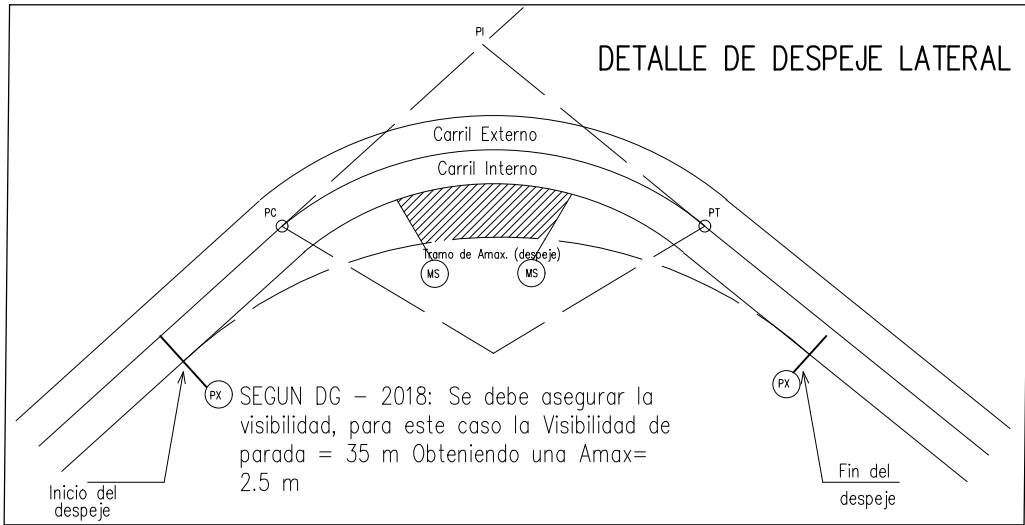 PI
DETALLE DE DESPEJE LATERAL
Carril Externo
Carril Interno
PC
PT
Tramo de Amax. (despeje)
MS
MS
PX
PX
SEGUN DG - 2018: Se debe asegurar la
visibilidad, para este caso la Visibilidad de
parada = 35 m Obteniendo una Amax=
2.5 m
Inicio del
despeje
Fin del
despeje